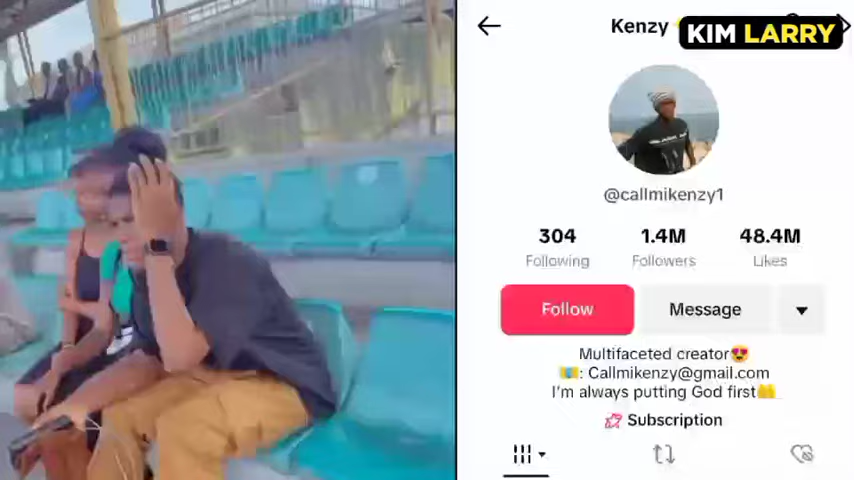 Kenzy
KIM LARRY
@callmikenzy1
304
1.4M
48.4M
Following
Followers
Likes
Follow
Message
Multifaceted creator😍
📧: Callmikenzy@gmail.com
I'm always putting God first🤲
Subscription